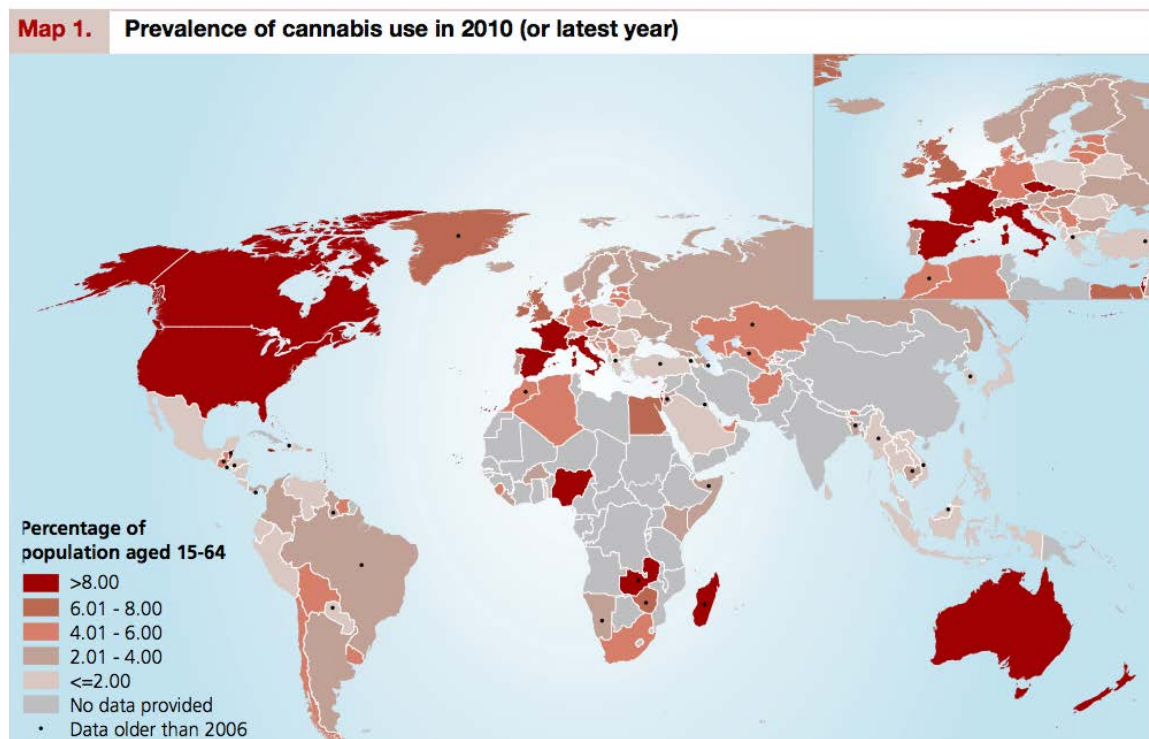 Map 1. Prevalence of cannabis use in 2010 (or latest year)
Percentage of
population aged 15-64
>8.00
6.01 - 8.00
4.01 - 6.00
2.01 - 4.00
<=2.00
No data provided
Data older than 2006